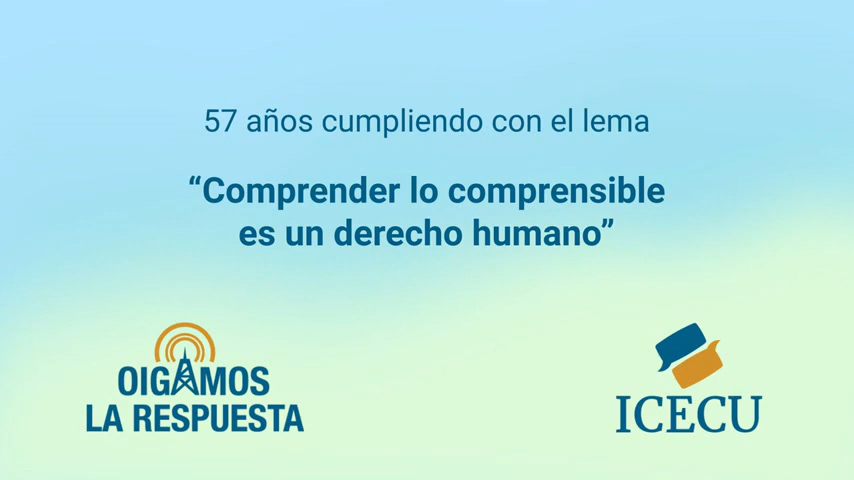 57 años cumpliendo con el lema
“Comprender lo comprensible
es un derecho humano”
OIGAMOS
LA RESPUESTA
ICECU